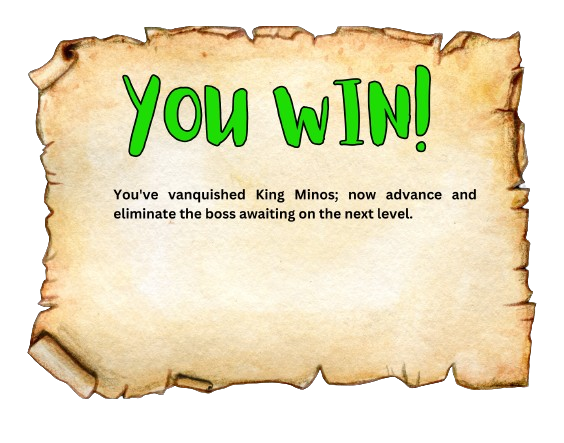 YOU WIN!
You've vanquished King Minos; now advance and
eliminate the boss awaiting on the next level.